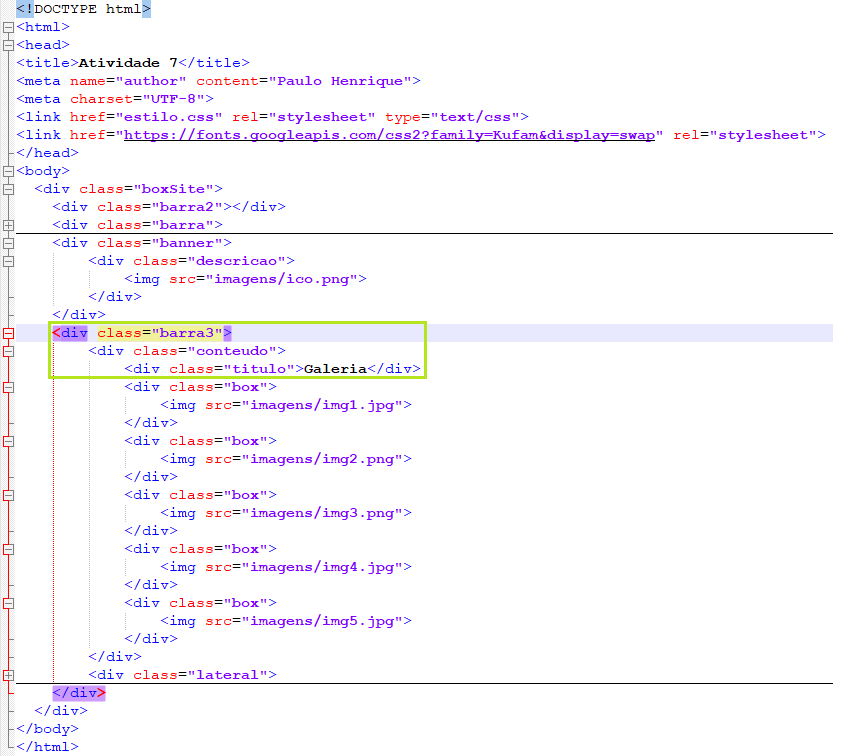 <!DOCTYPE html>
<html>
<head>
<title>Atividade 7</title>
<meta name="author" content="Paulo Henrique">
<meta charset="UTF-8">
<link href="estilo.css" rel="stylesheet" type="text/css">
<link href="https://fonts.googleapis.com/css2?family=Kufam&display=swap" rel="stylesheet">
</head>
<body>
<div class="boxSite">
<div class="barra2"></div>
<div class="barra">
<div class="banner">
<div class="descricao">
<img src="imagens/ico.png">
</div>
</div>
<div class="barra3">
<div class="conteudo">
<div class="titulo">Galeria</div>
<div class="box">
<img src="imagens/img1.jpg">
</div>
<div class="box">
<img src="imagens/img2.png">
</div>
<div class="box">
<img src="imagens/img3.png">
</div>
<div class="box">
<img src="imagens/img4.jpg">
</div>
<div class="box">
<img src="imagens/img5.jpg">
</div>
</div>
<div class="lateral">
</div>
</div>
</body>
</html>